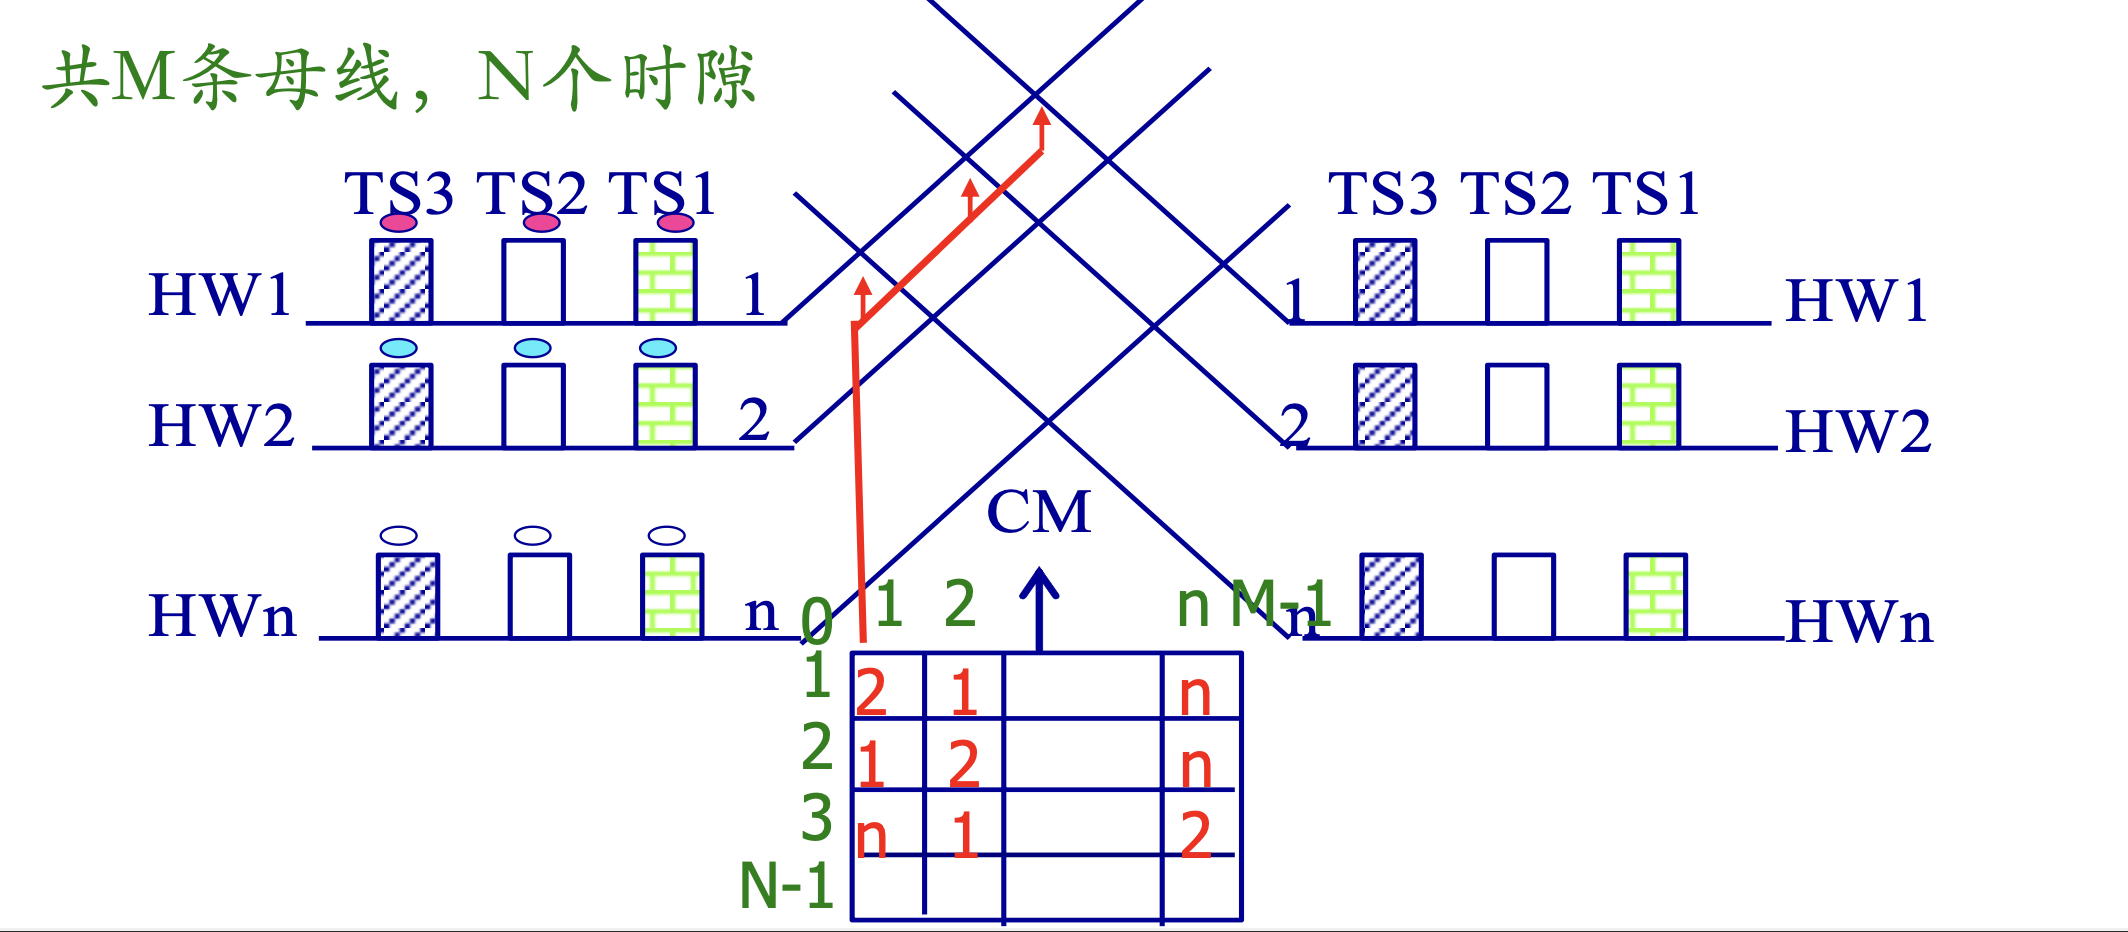 共M条母线，N个时隙
TS3 TS2 TS1
TS3 TS2 TS1
HW1 1
1 HW1
HW2 2
2 HW2
CM
HWn n
n HWn
0 1 2 n M-1
1 2 1 n
2 1 2 n
3 n 1 2
N-1